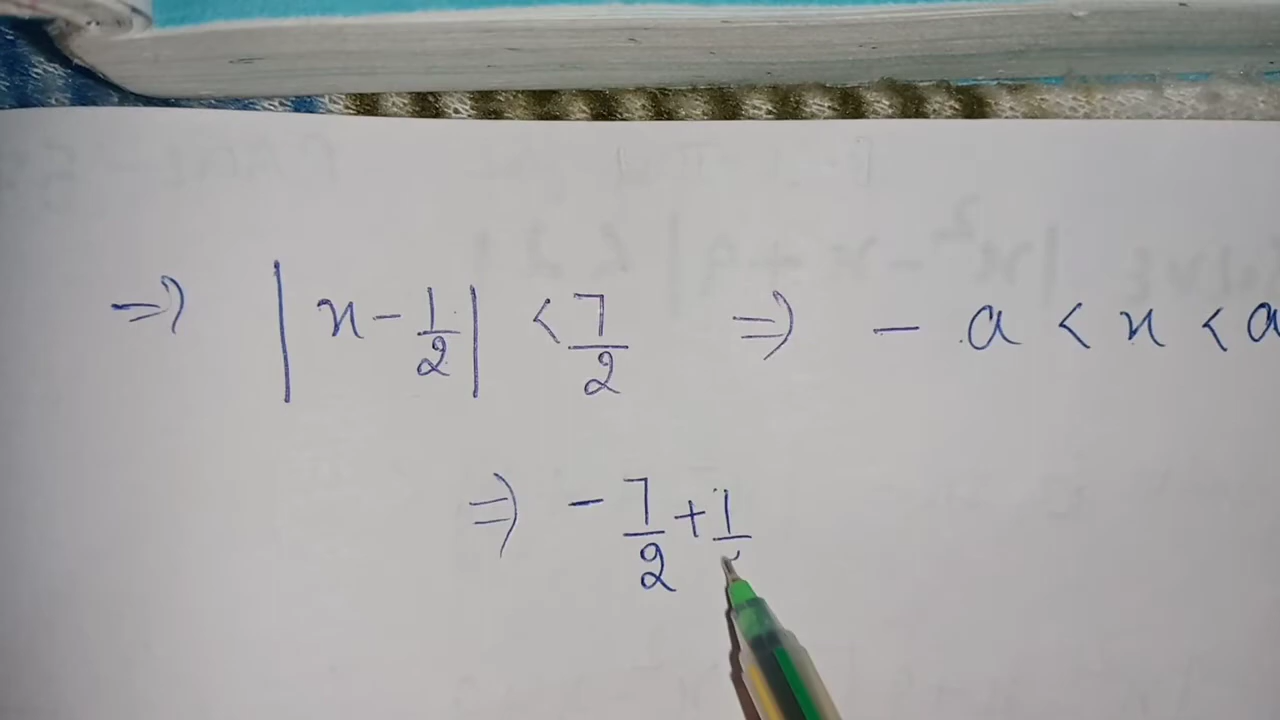 ⇒ |x - 1/2| < 7/2 ⇒ - a < x < a
⇒ - 7/2 + 1/